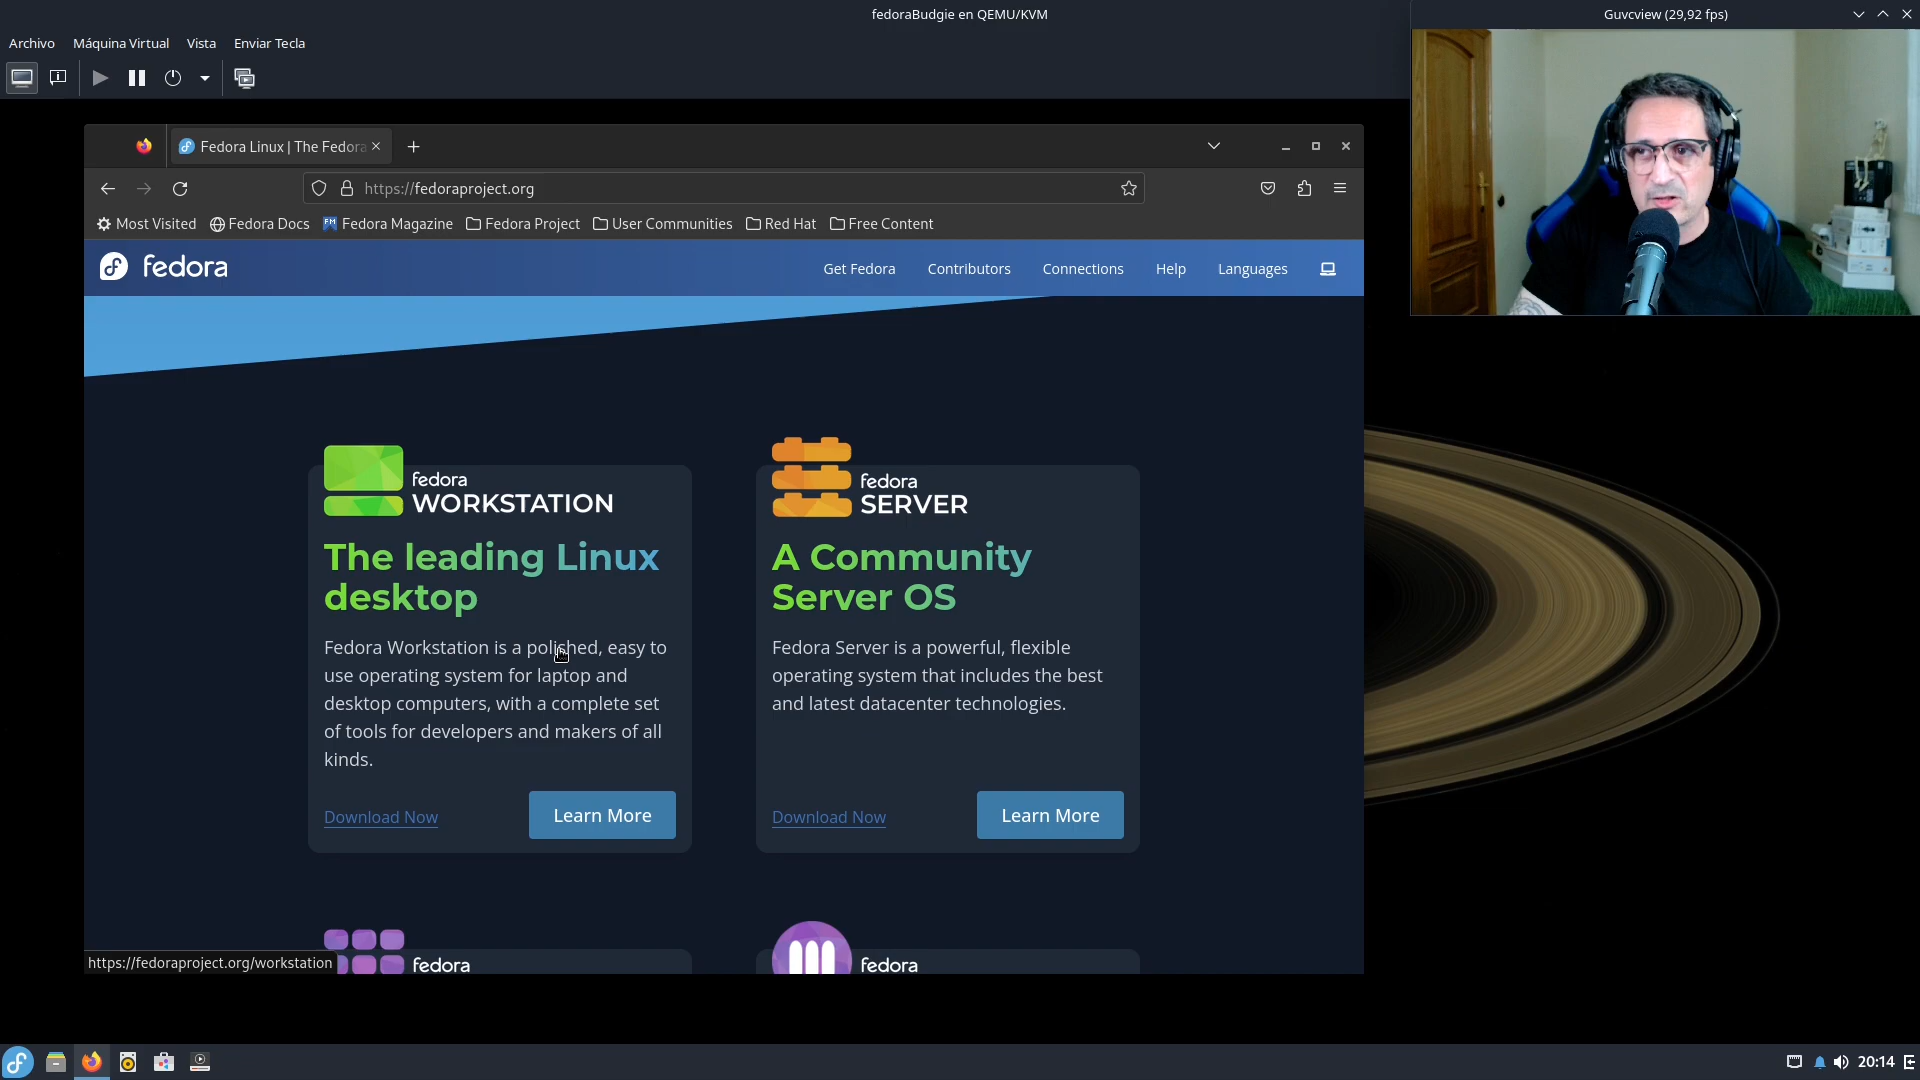 fedoraBudgie en QEMU/KVM
Guvcview (29,92 fps)
Archivo Máquina Virtual Vista Enviar Tecla
Fedora Linux | The Fedora
https://fedoraproject.org
Most Visited Fedora Docs Fedora Magazine Fedora Project User Communities Red Hat Free Content
fedora
Get Fedora Contributors Connections Help Languages
fedora
WORKSTATION
The leading Linux
desktop
Fedora Workstation is a polished, easy to
use operating system for laptop and
desktop computers, with a complete set
of tools for developers and makers of all
kinds.
Download Now Learn More
fedora
SERVER
A Community
Server OS
Fedora Server is a powerful, flexible
operating system that includes the best
and latest datacenter technologies.
Download Now Learn More
fedora
fedora
https://fedoraproject.org/workstation
20:14